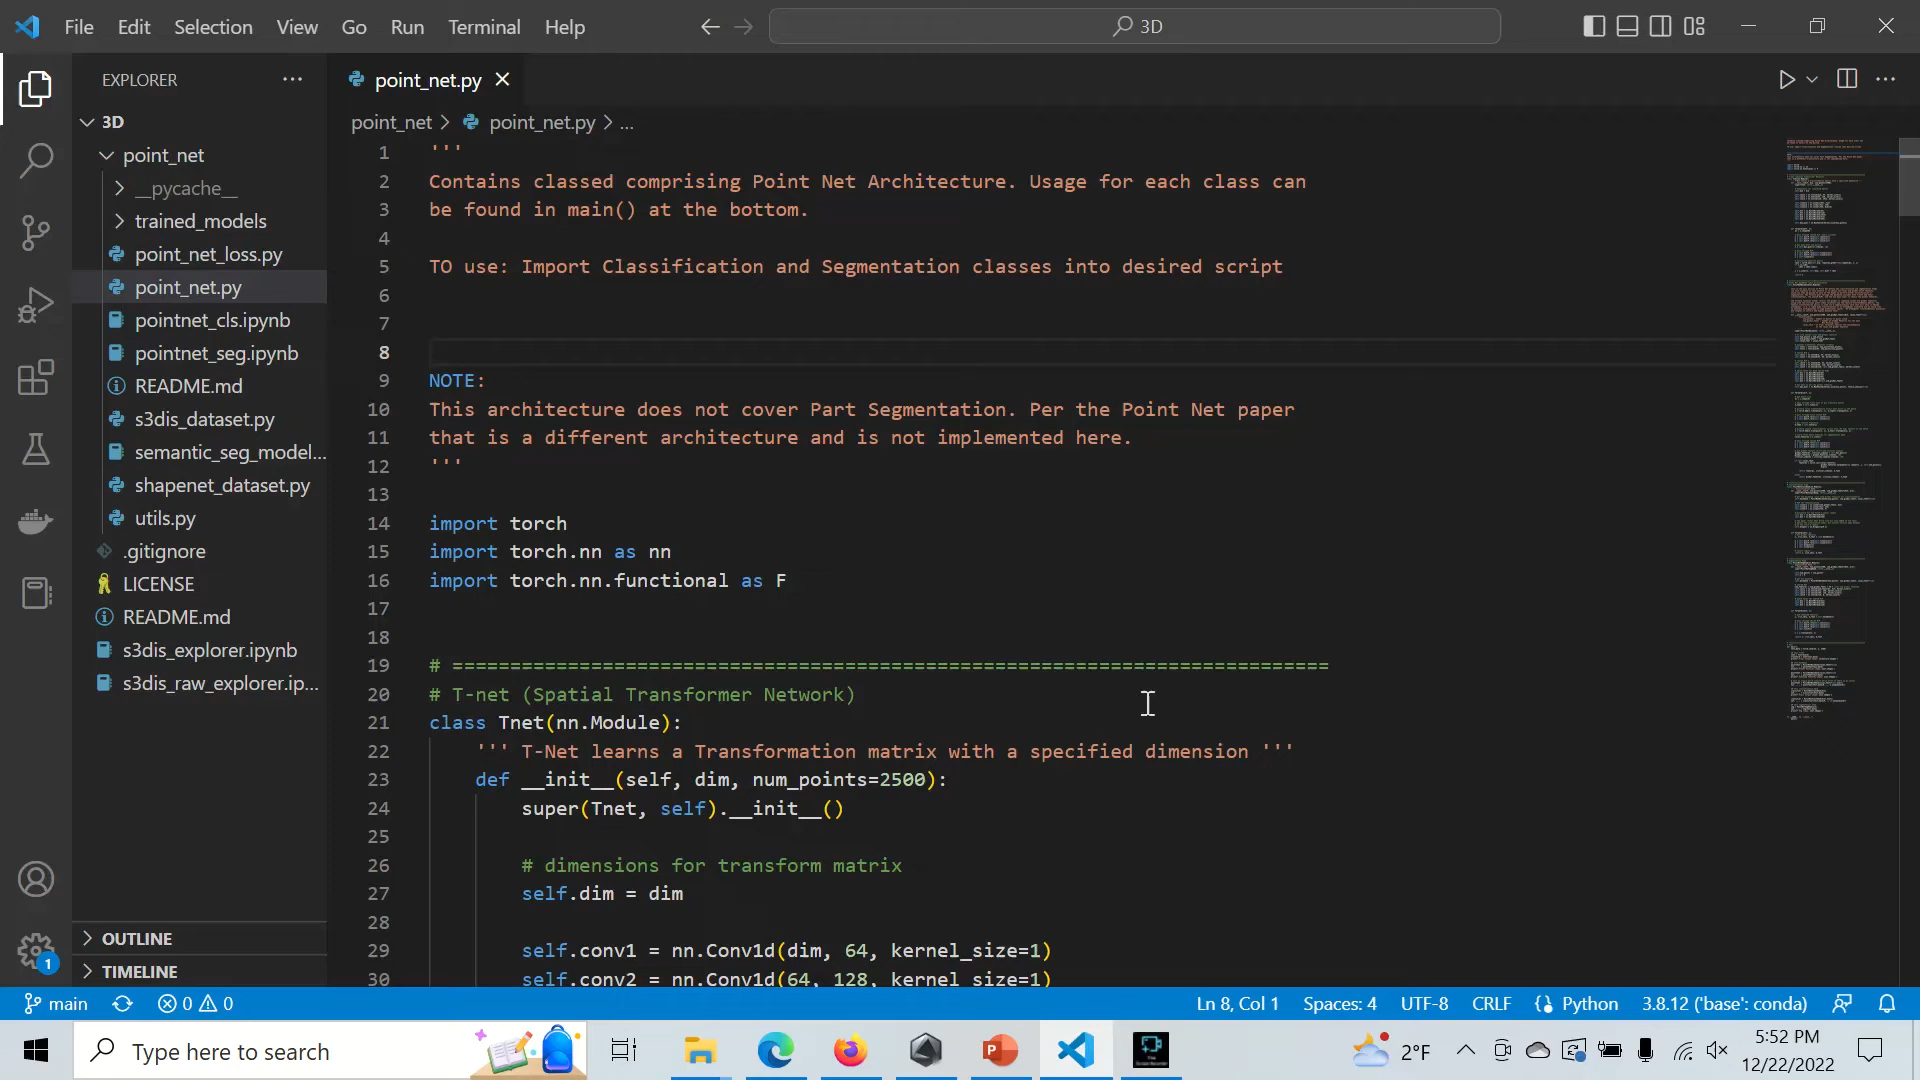 File Edit Selection View Go Run Terminal Help
3D
EXPLORER
point_net.py
3D
point_net > point_net.py > ...
point_net
__pycache__
trained_models
point_net_loss.py
point_net.py
pointnet_cls.ipynb
pointnet_seg.ipynb
README.md
s3dis_dataset.py
semantic_seg_model...
shapenet_dataset.py
utils.py
.gitignore
LICENSE
README.md
s3dis_explorer.ipynb
s3dis_raw_explorer.ip...
OUTLINE
TIMELINE
1 '''
2 Contains classed comprising Point Net Architecture. Usage for each class can
3 be found in main() at the bottom.
4
5 TO use: Import Classification and Segmentation classes into desired script
6
7
8
9 NOTE:
10 This architecture does not cover Part Segmentation. Per the Point Net paper
11 that is a different architecture and is not implemented here.
12 '''
13
14 import torch
15 import torch.nn as nn
16 import torch.nn.functional as F
17
18
19 # ============================================================================
20 # T-net (Spatial Transformer Network)
21 class Tnet(nn.Module):
22 ''' T-Net learns a Transformation matrix with a specified dimension '''
23 def __init__(self, dim, num_points=2500):
24 super(Tnet, self).__init__()
25
26 # dimensions for transform matrix
27 self.dim = dim
28
29 self.conv1 = nn.Conv1d(dim, 64, kernel_size=1)
30 self.conv2 = nn.Conv1d(64, 128, kernel_size=1)
1
main 0 0 Ln 8, Col 1 Spaces: 4 UTF-8 CRLF Python 3.8.12 ('base': conda)
Type here to search
2°F
5:52 PM
12/22/2022